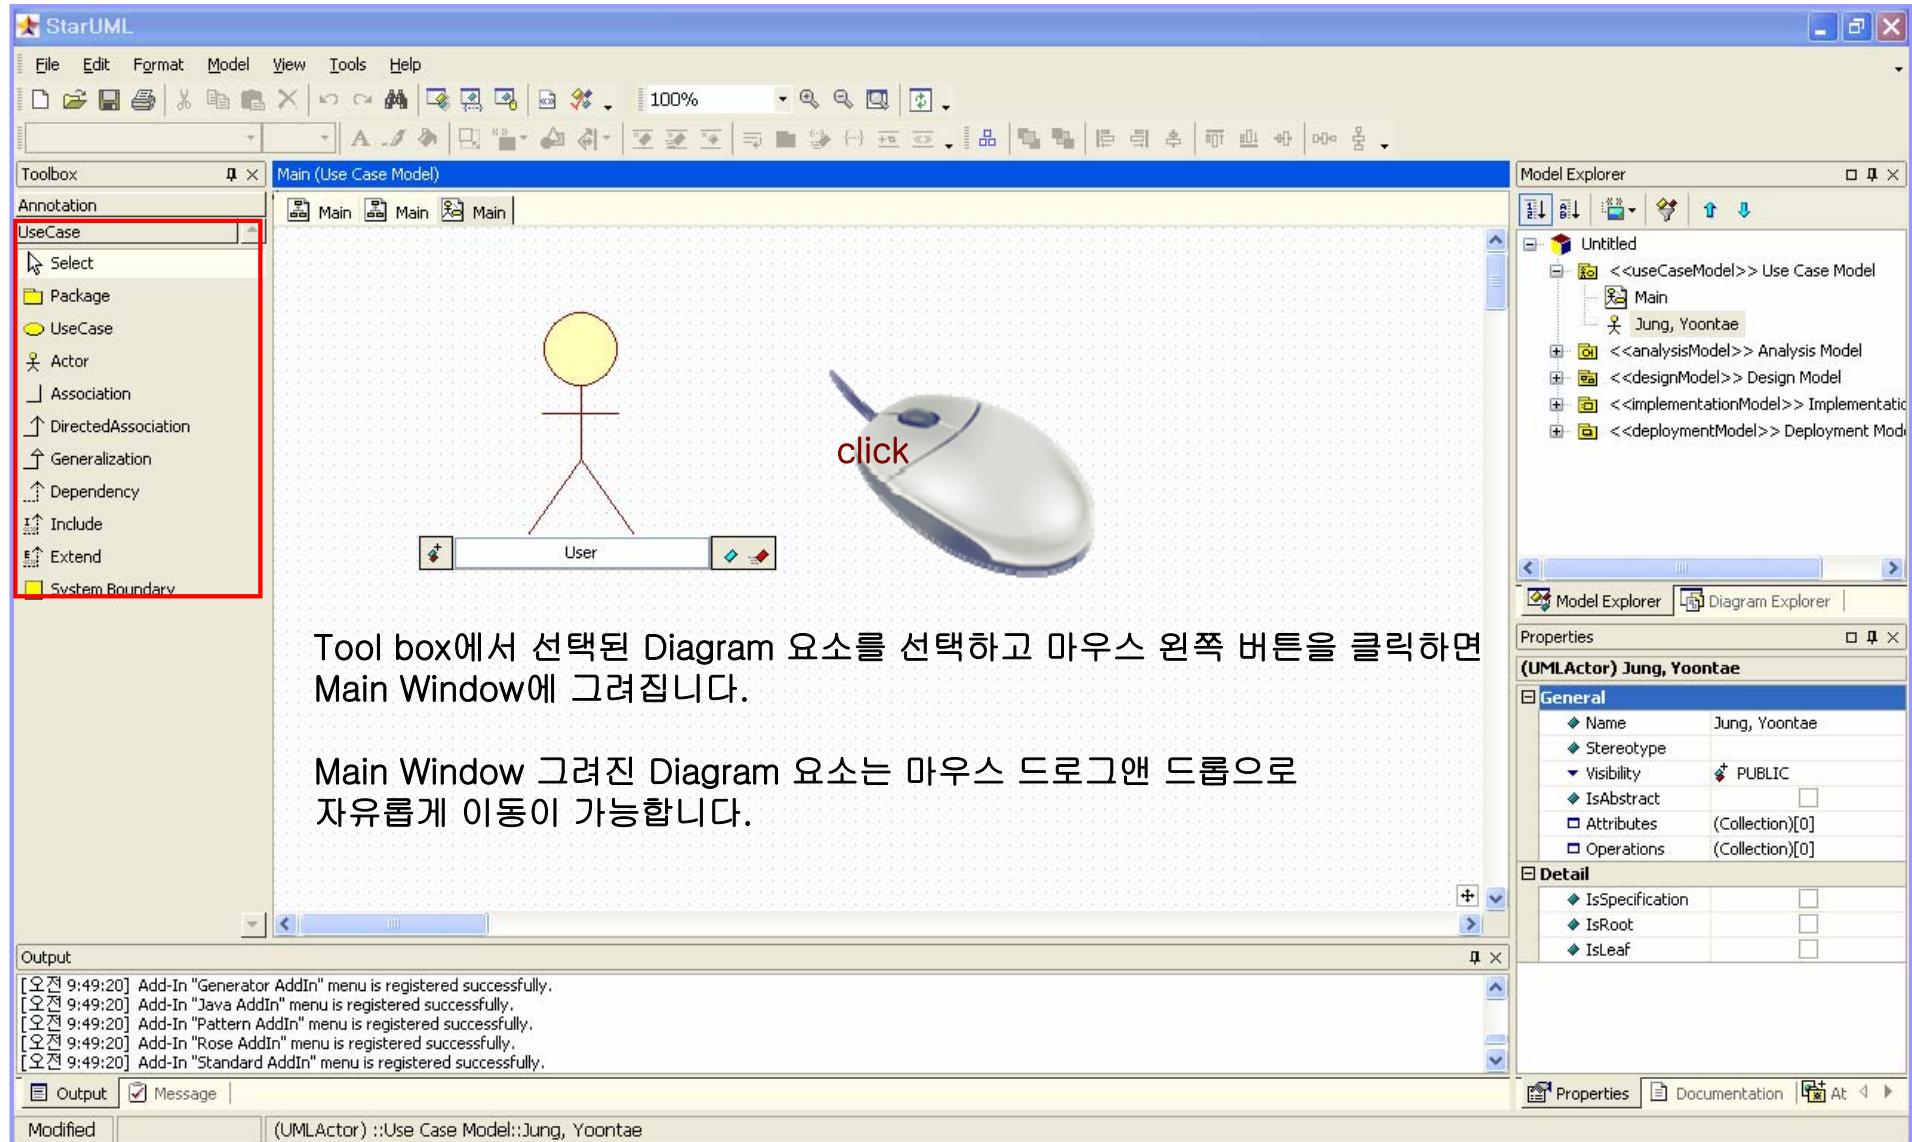 StarUML
File Edit Format Model View Tools Help
100%
Toolbox
Annotation
UseCase
Select
Package
UseCase
Actor
Association
DirectedAssociation
Generalization
Dependency
Include
Extend
System Boundary
Main (Use Case Model)
Main Main Main
click
User
Tool box에서 선택된 Diagram 요소를 선택하고 마우스 왼쪽 버튼을 클릭하면
Main Window에 그려집니다.
Main Window 그려진 Diagram 요소는 마우스 드로그앤 드롭으로
자유롭게 이동이 가능합니다.
Model Explorer
Untitled
<<useCaseModel>> Use Case Model
Main
Jung, Yoontae
<<analysisModel>> Analysis Model
<<designModel>> Design Model
<<implementationModel>> Implementatio
<<deploymentModel>> Deployment Mod
Model Explorer Diagram Explorer
Properties
(UMLActor) Jung, Yoontae
General
Name Jung, Yoontae
Stereotype
Visibility PUBLIC
IsAbstract
Attributes (Collection)[0]
Operations (Collection)[0]
Detail
IsSpecification
IsRoot
IsLeaf
Properties Documentation At
Output
[오전 9:49:20] Add-In "Generator AddIn" menu is registered successfully.
[오전 9:49:20] Add-In "Java AddIn" menu is registered successfully.
[오전 9:49:20] Add-In "Pattern AddIn" menu is registered successfully.
[오전 9:49:20] Add-In "Rose AddIn" menu is registered successfully.
[오전 9:49:20] Add-In "Standard AddIn" menu is registered successfully.
Output Message
Modified (UMLActor) ::Use Case Model::Jung, Yoontae